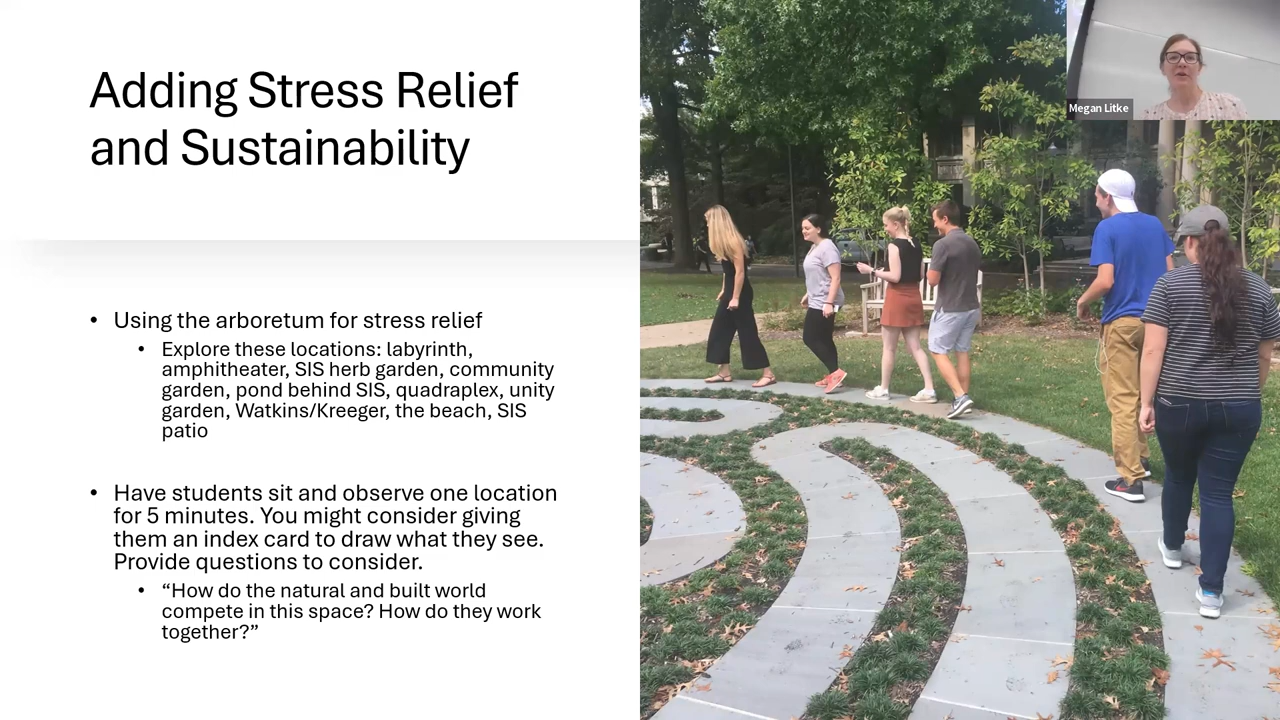 Adding Stress Relief
and Sustainability
Megan Litke
• Using the arboretum for stress relief
• Explore these locations: labyrinth,
amphitheater, SIS herb garden, community
garden, pond behind SIS, quadraplex, unity
garden, Watkins/Kreeger, the beach, SIS
patio
• Have students sit and observe one location
for 5 minutes. You might consider giving
them an index card to draw what they see.
Provide questions to consider.
• “How do the natural and built world
compete in this space? How do they work
together?”